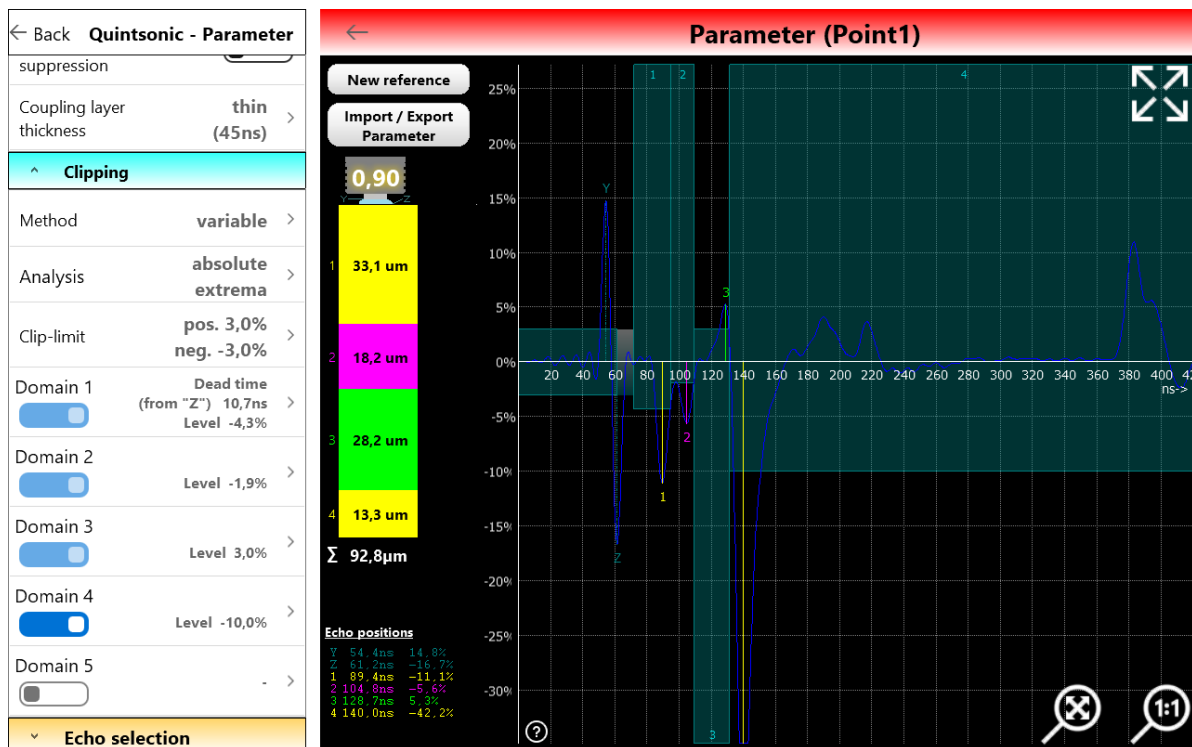 Back Quintsonic - Parameter
suppression
Coupling layer thin
thickness (45ns)
Clipping
Method variable
Analysis absolute
extrema
Clip-limit pos. 3,0%
neg. -3,0%
Domain 1 Dead time
(from "Z") 10,7ns
Level -4,3%
Domain 2
Level -1,9%
Domain 3
Level 3,0%
Domain 4
Level -10,0%
Domain 5
-
Echo selection
Parameter (Point1)
New reference
Import / Export
Parameter
0,90
Y Z
1 33,1 um
2 18,2 um
3 28,2 um
4 13,3 um
Σ 92,8µm
Echo positions
Y 54,4ns 14,8%
Z 61,2ns -16,7%
1 89,4ns -11,1%
2 104,8ns -5,6%
3 128,7ns 5,3%
4 140,0ns -42,2%
1 2 4
25%
20%
Y
15%
10%
3
5%
0%
20 40 60 80 100 120 140 160 180 200 220 240 260 280 300 320 340 360 380 400 42
ns->
-5%
2
-10%
1
-15%
Z
-20%
-25%
-30%
3
?
1:1